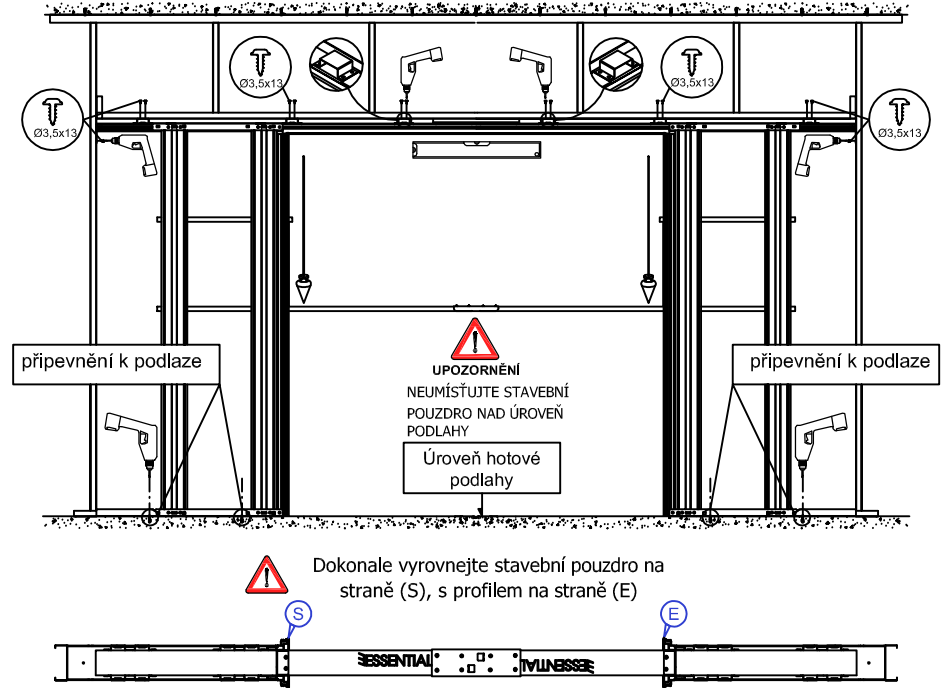 Ø3,5x13
Ø3,5x13
Ø3,5x13
Ø3,5x13
připevnění k podlaze
připevnění k podlaze
UPOZORNĚNÍ
NEUMÍSŤUJTE STAVEBNÍ
POUZDRO NAD ÚROVEŇ
PODLAHY
Úroveň hotové
podlahy
Dokonale vyrovnejte stavební pouzdro na
straně (S), s profilem na straně (E)
S
E
ESSENTIAL
ESSENTIAL